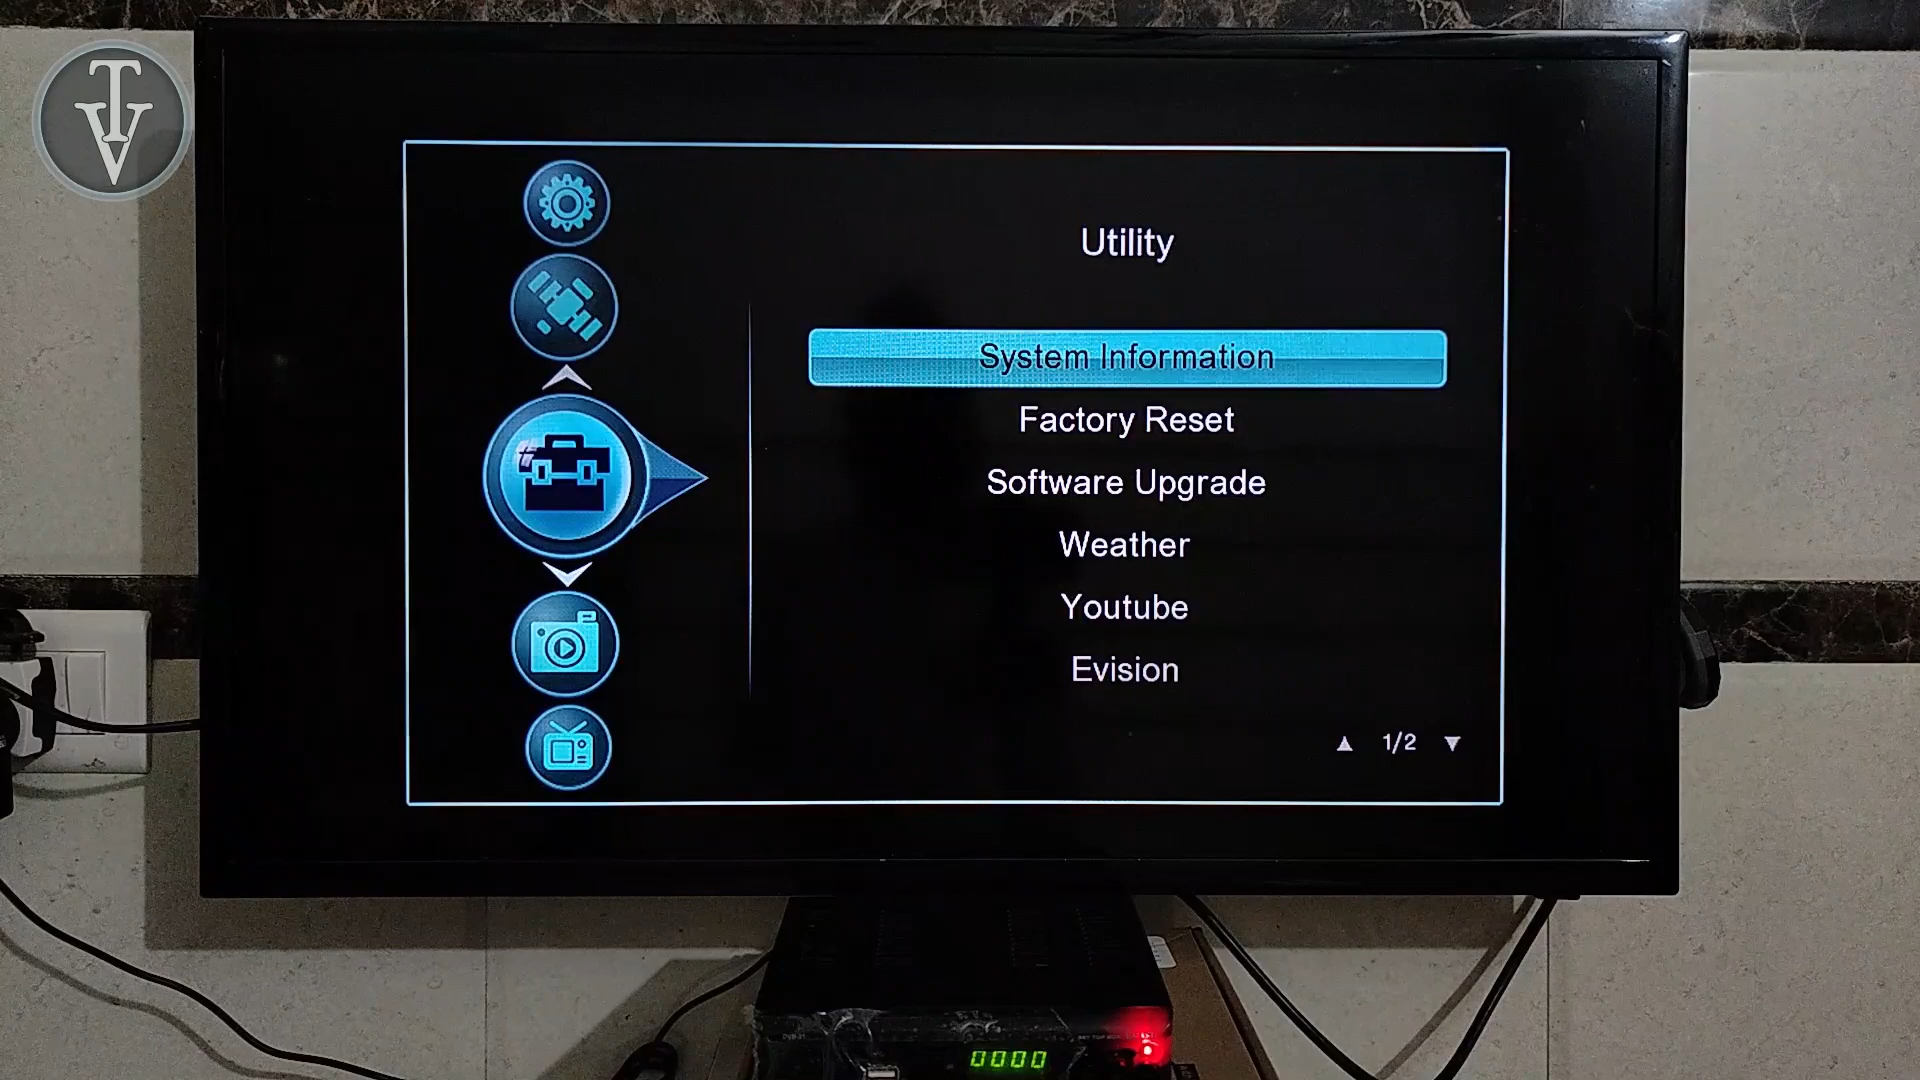 TV
Utility
System Information
Factory Reset
Software Upgrade
Weather
Youtube
Evision
▲ 1/2 ▼
0000